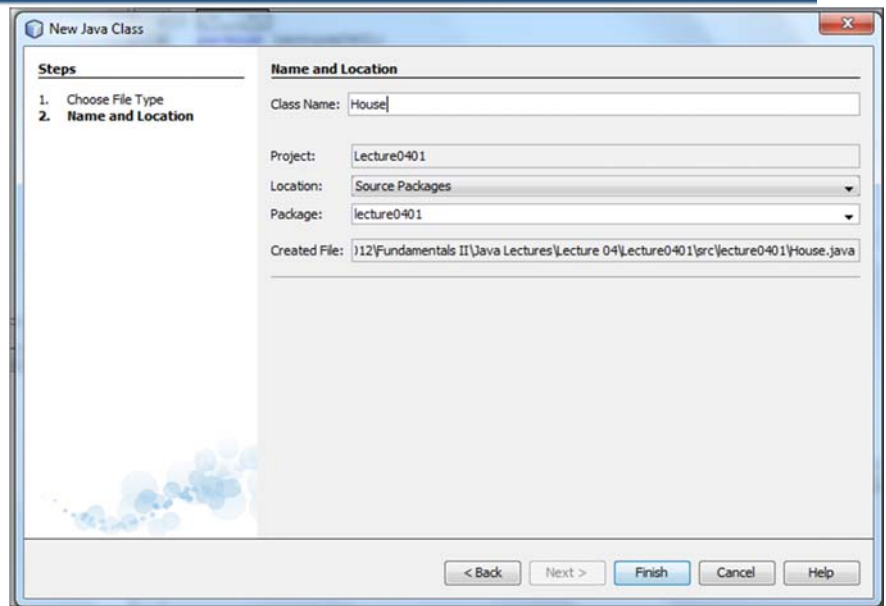 New Java Class
Steps
1. Choose File Type
2. Name and Location
Name and Location
Class Name: House
Project: Lecture0401
Location: Source Packages
Package: lecture0401
Created File: )12\Fundamentals II\Java Lectures\Lecture 04\Lecture0401\src\lecture0401\House.java
< Back Next > Finish Cancel Help